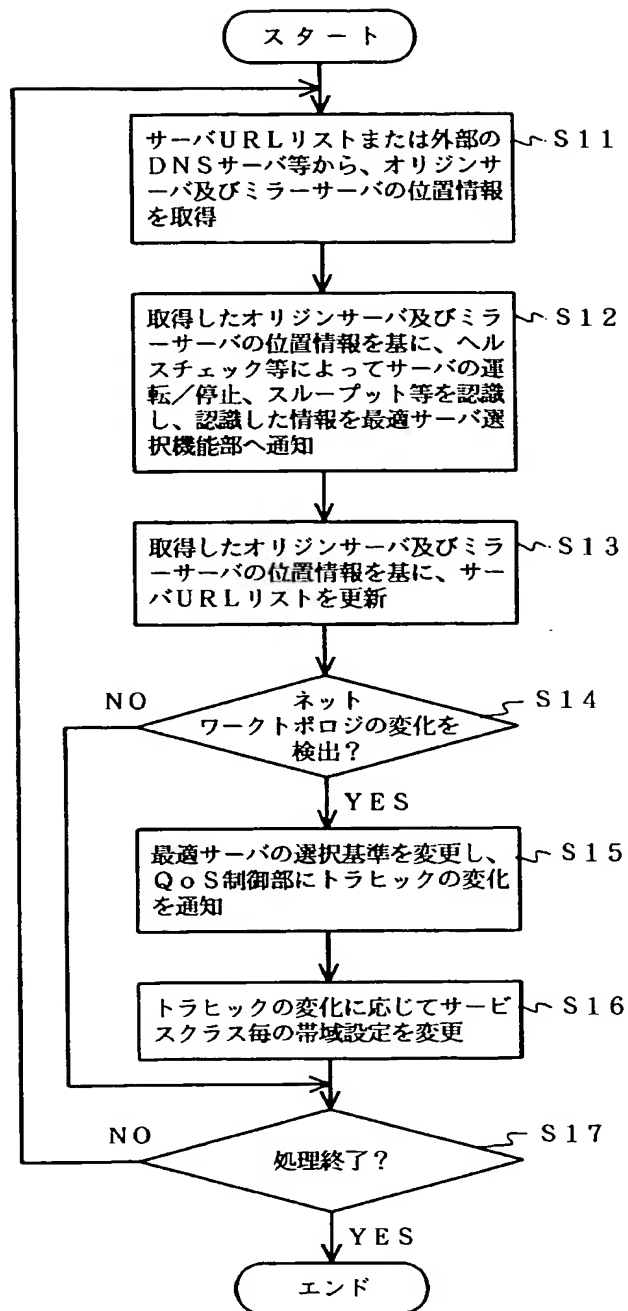 スタート
サーバURLリストまたは外部の
DNSサーバ等から、オリジンサ
ーバ及びミラーサーバの位置情報
を取得
S11
取得したオリジンサーバ及びミラ
ーサーバの位置情報を基に、ヘル
スチェック等によってサーバの運
転/停止、スループット等を認識
し、認識した情報を最適サーバ選
択機能部へ通知
S12
取得したオリジンサーバ及びミラ
ーサーバの位置情報を基に、サー
バURLリストを更新
S13
ネット
ワークトポロジの変化を
検出?
S14
NO
YES
最適サーバの選択基準を変更し、
QoS制御部にトラヒックの変化
を通知
S15
トラヒックの変化に応じてサービ
スクラス毎の帯域設定を変更
S16
処理終了?
S17
NO
YES
エンド